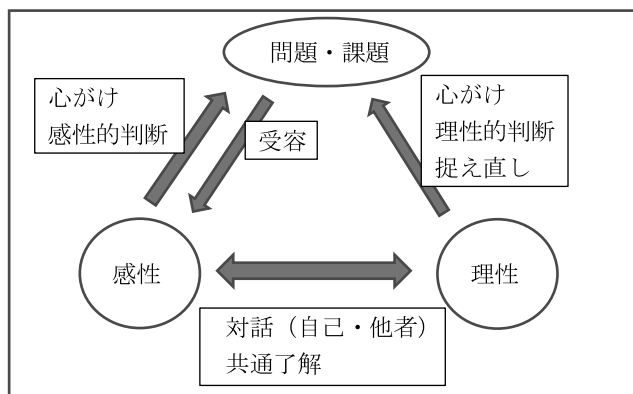 問題・課題
心がけ
感性的判断
受容
心がけ
理性的判断
捉え直し
感性
理性
対話（自己・他者）
共通了解